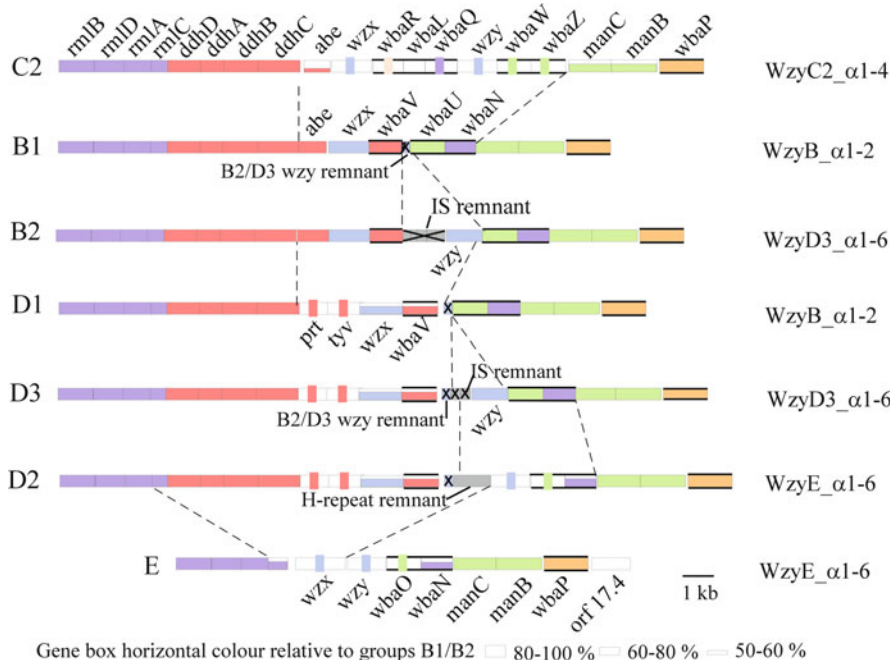 rmlB rmlD rmlA rmlC ddhD ddhA ddhB ddhC abe wzx wbaR wbaL wbaQ wzy wbaW wbaZ manC manB wbaP
C2 WzyC2_α1-4
abe wzx wbaV wbaU wbaN
B1 WzyB_α1-2
B2/D3 wzy remnant
IS remnant
B2 WzyD3_α1-6
wzy
D1 X WzyB_α1-2
prt tyv wzx wbaV
IS remnant
D3 XXX WzyD3_α1-6
B2/D3 wzy remnant wzy
D2 X WzyE_α1-6
H-repeat remnant
E WzyE_α1-6
wzx wzy wbaO wbaN manC manB wbaP orf 17.4
1 kb
Gene box horizontal colour relative to groups B1/B2 80-100 % 60-80 % 50-60 %